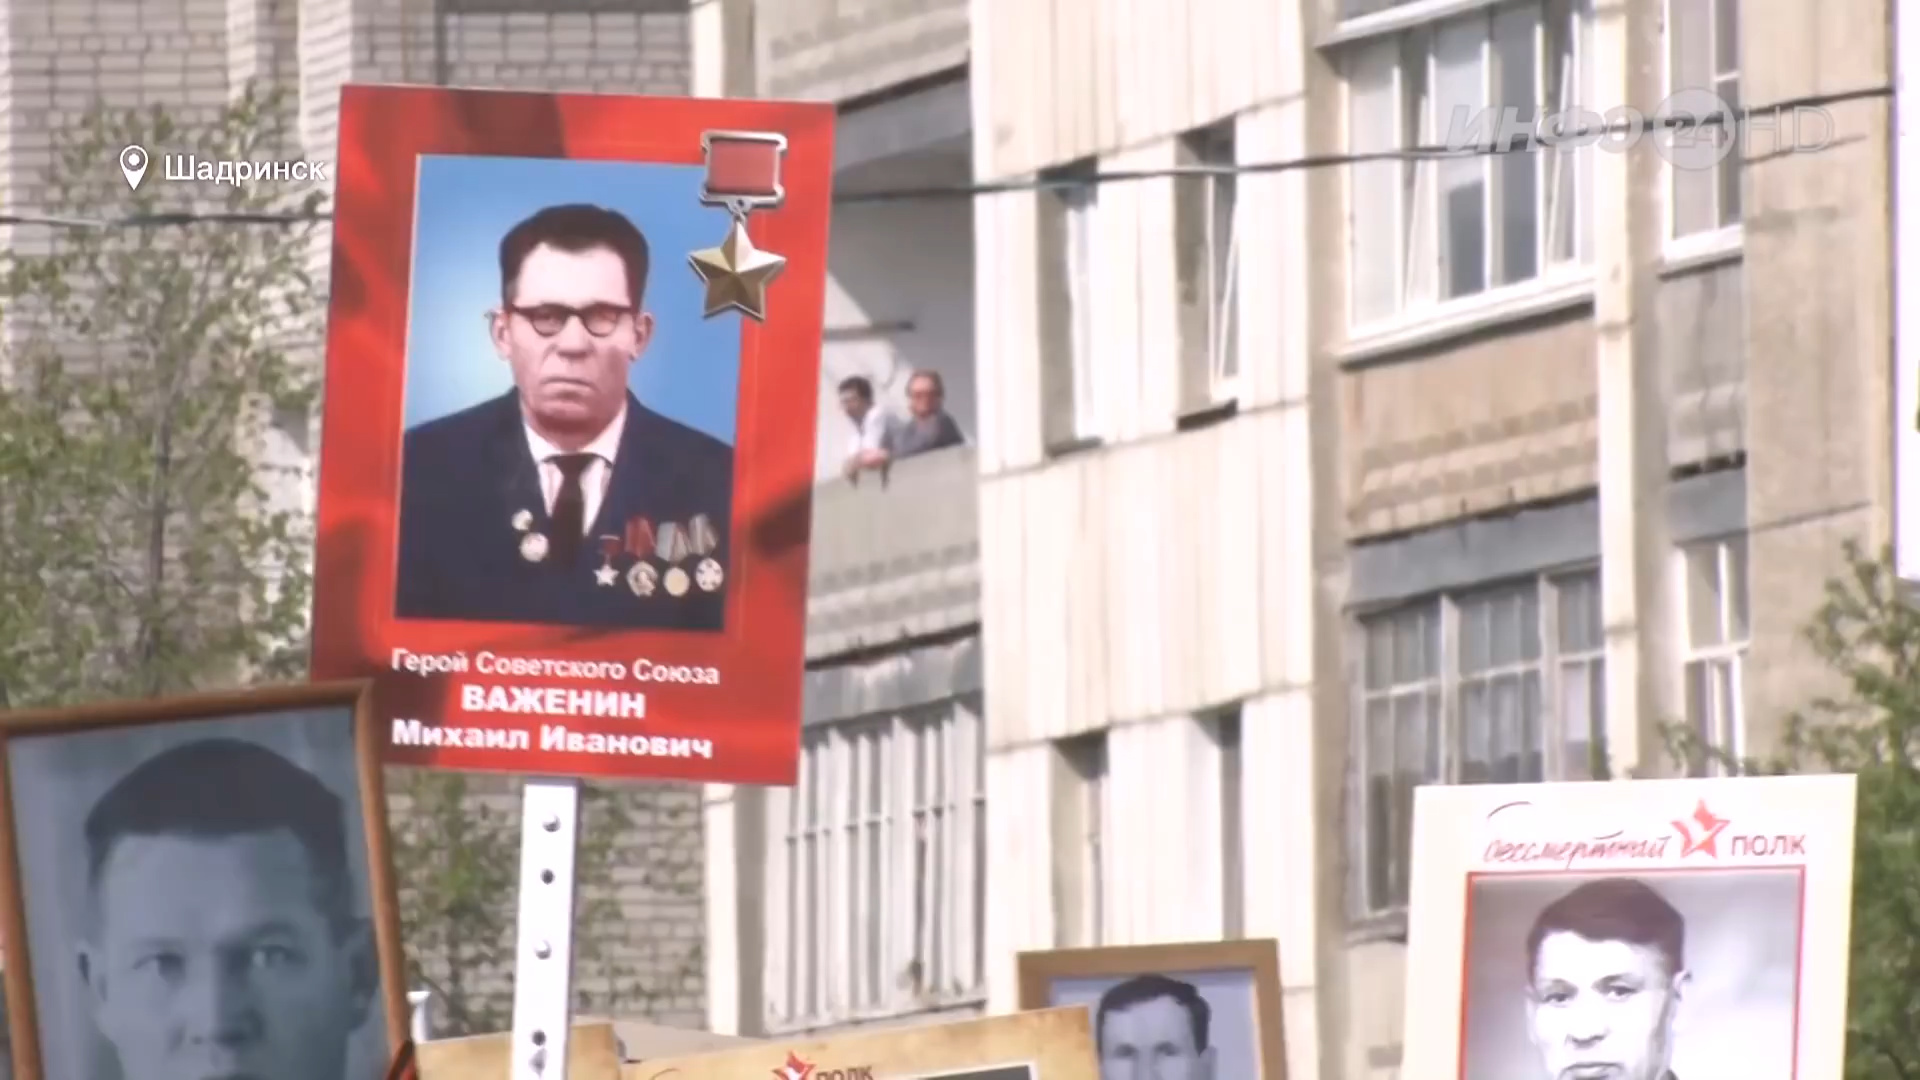 Шадринск
ИНФО 24 HD
Герой Советского Союза
ВАЖЕНИН
Михаил Иванович
бессмертный ПОЛК
ПОЛК